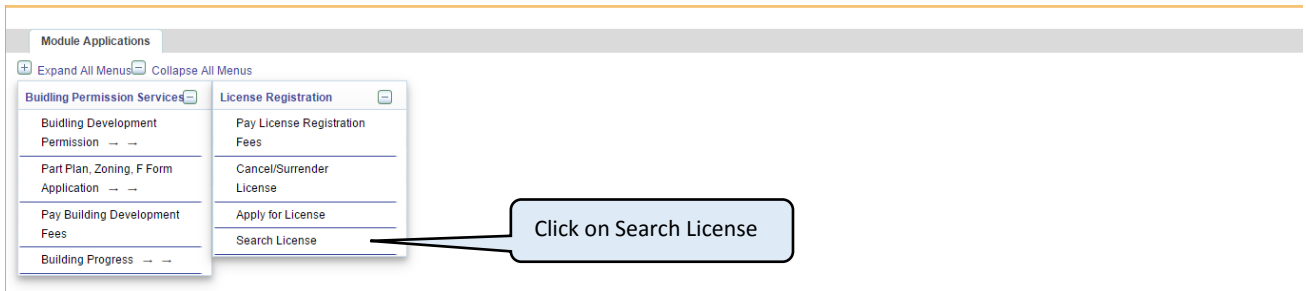 Module Applications
Expand All Menus Collapse All Menus
Buidling Permission Services
Buidling Development
Permission → →
Part Plan, Zoning, F Form
Application → →
Pay Building Development
Fees
Building Progress → →
License Registration
Pay License Registration
Fees
Cancel/Surrender
License
Apply for License
Search License
Click on Search License